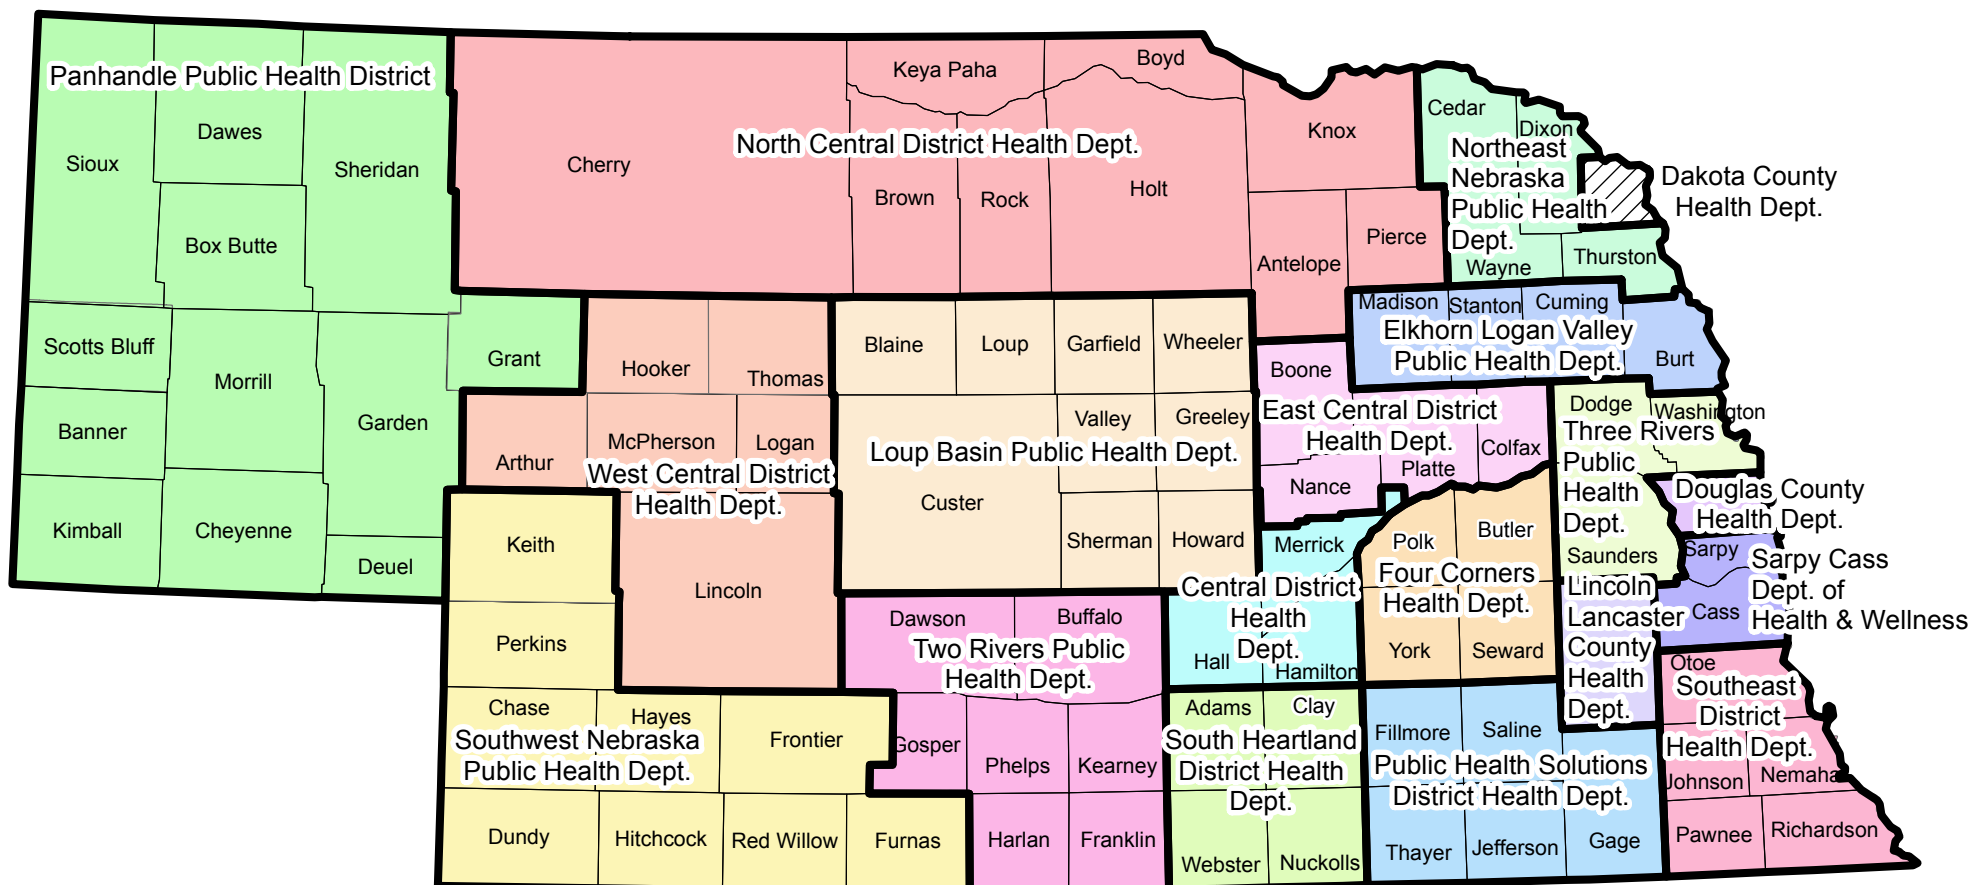 Panhandle Public Health District
Sioux
Dawes
Sheridan
Box Butte
Scotts Bluff
Morrill
Garden
Grant
Banner
Kimball
Cheyenne
Deuel
North Central District Health Dept.
Cherry
Keya Paha
Boyd
Brown
Rock
Holt
Knox
Antelope
Pierce
Cedar
Dixon
Northeast
Nebraska
Public Health
Dept.
Wayne
Thurston
Dakota County
Health Dept.
Madison
Stanton
Cuming
Elkhorn Logan Valley
Public Health Dept.
Burt
Hooker
Thomas
Arthur
McPherson
Logan
West Central District
Health Dept.
Lincoln
Blaine
Loup
Garfield
Wheeler
Valley
Greeley
Loup Basin Public Health Dept.
Custer
Sherman
Howard
Boone
East Central District
Health Dept.
Colfax
Platte
Nance
Dodge
Washington
Three Rivers
Public
Health
Dept.
Saunders
Douglas County
Health Dept.
Sarpy
Sarpy Cass
Dept. of
Health & Wellness
Cass
Merrick
Central District
Health
Dept.
Hall
Hamilton
Polk
Butler
Four Corners
Health Dept.
York
Seward
Lincoln
Lancaster
County
Health
Dept.
Keith
Perkins
Chase
Hayes
Frontier
Southwest Nebraska
Public Health Dept.
Dundy
Hitchcock
Red Willow
Furnas
Dawson
Buffalo
Two Rivers Public
Health Dept.
Gosper
Phelps
Kearney
Harlan
Franklin
Adams
Clay
South Heartland
District Health
Dept.
Webster
Nuckolls
Fillmore
Saline
Public Health Solutions
District Health Dept.
Thayer
Jefferson
Gage
Otoe
Southeast
District
Health Dept.
Johnson
Nemaha
Pawnee
Richardson